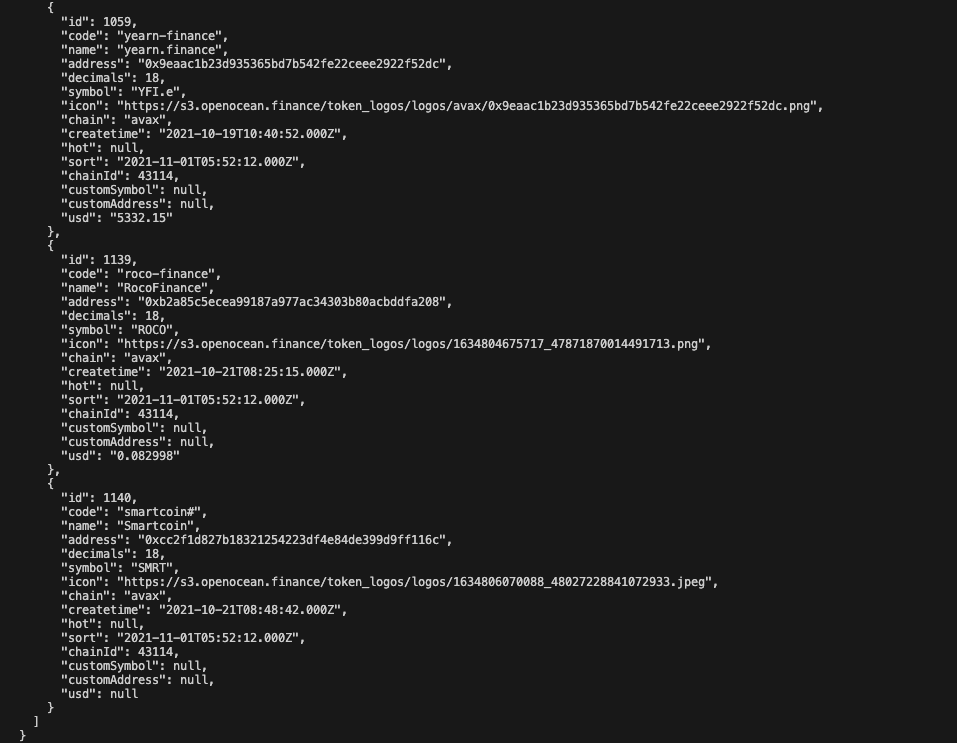 {
"id": 1059,
"code": "yearn-finance",
"name": "yearn.finance",
"address": "0x9eaac1b23d935365bd7b542fe22ceee2922f52dc",
"decimals": 18,
"symbol": "YFI.e",
"icon": "https://s3.openocean.finance/token_logos/logos/avax/0x9eaac1b23d935365bd7b542fe22ceee2922f52dc.png",
"chain": "avax",
"createtime": "2021-10-19T10:40:52.000Z",
"hot": null,
"sort": "2021-11-01T05:52:12.000Z",
"chainId": 43114,
"customSymbol": null,
"customAddress": null,
"usd": "5332.15"
},
{
"id": 1139,
"code": "roco-finance",
"name": "RocoFinance",
"address": "0xb2a85c5ecea99187a977ac34303b80acbddfa208",
"decimals": 18,
"symbol": "ROCO",
"icon": "https://s3.openocean.finance/token_logos/logos/1634804675717_47871870014491713.png",
"chain": "avax",
"createtime": "2021-10-21T08:25:15.000Z",
"hot": null,
"sort": "2021-11-01T05:52:12.000Z",
"chainId": 43114,
"customSymbol": null,
"customAddress": null,
"usd": "0.082998"
},
{
"id": 1140,
"code": "smartcoin#",
"name": "Smartcoin",
"address": "0xcc2f1d827b18321254223df4e84de399d9ff116c",
"decimals": 18,
"symbol": "SMRT",
"icon": "https://s3.openocean.finance/token_logos/logos/1634806070088_48027228841072933.jpeg",
"chain": "avax",
"createtime": "2021-10-21T08:48:42.000Z",
"hot": null,
"sort": "2021-11-01T05:52:12.000Z",
"chainId": 43114,
"customSymbol": null,
"customAddress": null,
"usd": null
}
]
}